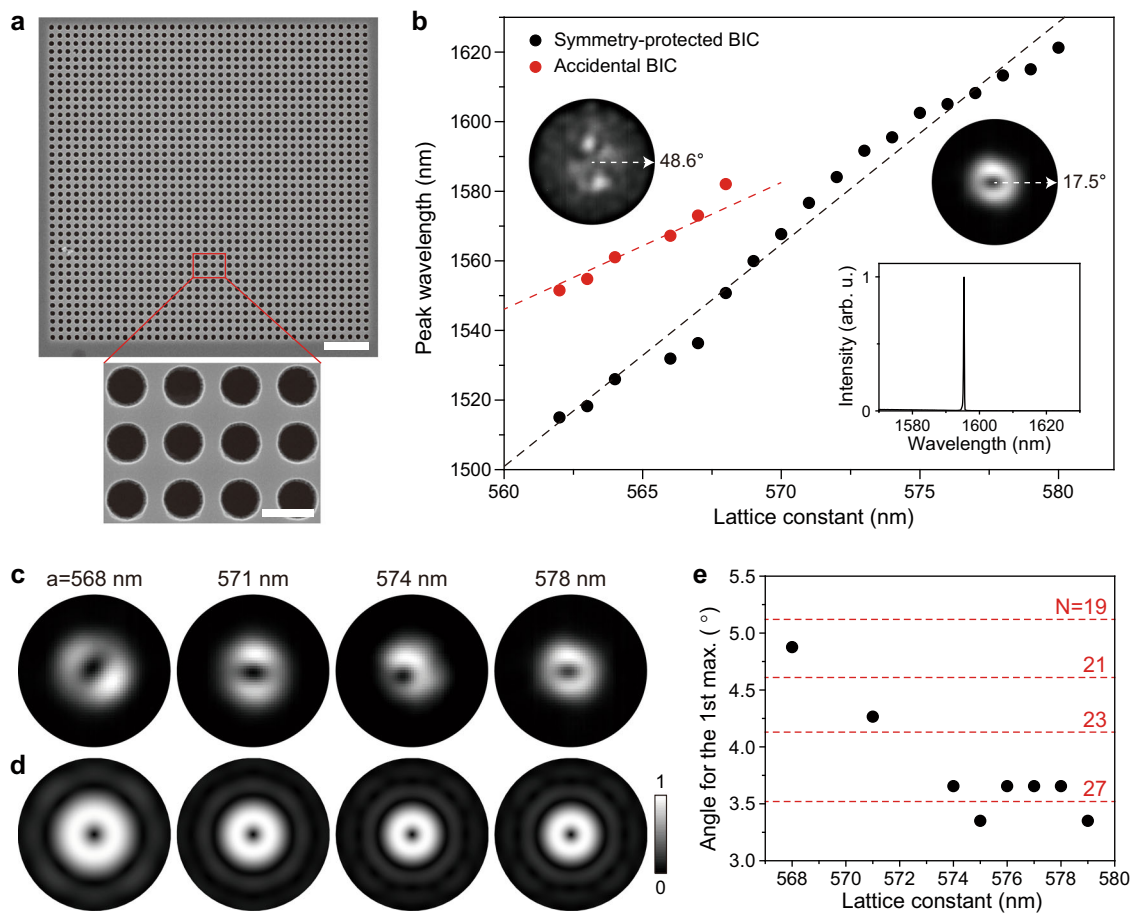 a
b
Symmetry-protected BIC
Accidental BIC
48.6°
17.5°
Peak wavelength (nm)
1620
1600
1580
1560
1540
1520
1500
560
565
570
575
580
Lattice constant (nm)
Intensity (arb. u.)
1
0
1580
1600
1620
Wavelength (nm)
c
a=568 nm
571 nm
574 nm
578 nm
d
1
0
e
Angle for the 1st max. ( °)
5.5
5.0
4.5
4.0
3.5
3.0
N=19
21
23
27
568
570
572
574
576
578
580
Lattice constant (nm)